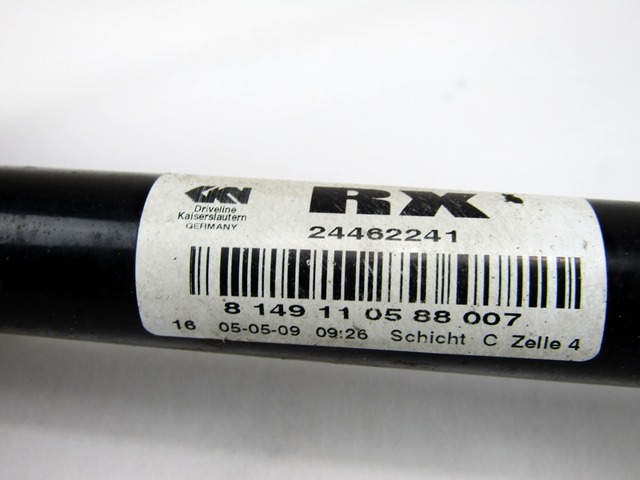 GKN
Driveline
Kaiserslautern
GERMANY
RX
24462241
8 149 11 05 88 007
16 05-05-09 09:26 Schicht C Zelle 4